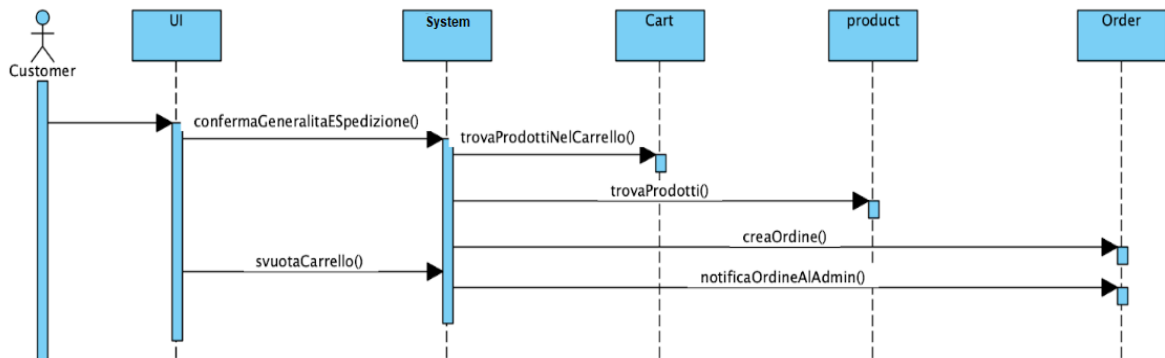 UI
System
Cart
product
Order
Customer
confermaGeneralitaESpedizione()
trovaProdottiNelCarrello()
trovaProdotti()
creaOrdine()
svuotaCarrello()
notificaOrdineAlAdmin()